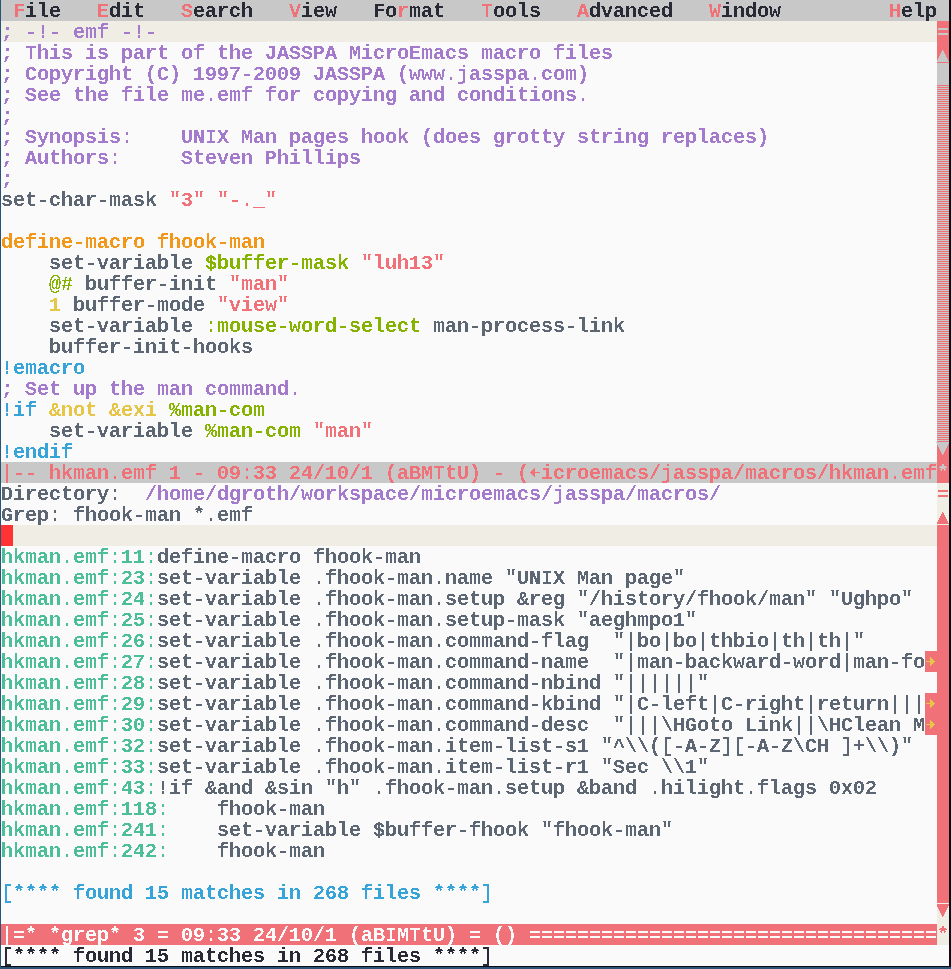 File   Edit   Search   View   Format   Tools   Advanced   Window         Help
; -!- emf -!-
; This is part of the JASSPA MicroEmacs macro files
; Copyright (C) 1997-2009 JASSPA (www.jasspa.com)
; See the file me.emf for copying and conditions.
;
; Synopsis:    UNIX Man pages hook (does grotty string replaces)
; Authors:     Steven Phillips
;
set-char-mask "3" "-._"
define-macro fhook-man
    set-variable $buffer-mask "luh13"
    @# buffer-init "man"
    1 buffer-mode "view"
    set-variable :mouse-word-select man-process-link
    buffer-init-hooks
!emacro
; Set up the man command.
!if &not &exi %man-com
    set-variable %man-com "man"
!endif
|-- hkman.emf 1 - 09:33 24/10/1 (aBMTtU) - (←icroemacs/jasspa/macros/hkman.emf*
Directory:  /home/dgroth/workspace/microemacs/jasspa/macros/
Grep: fhook-man *.emf
hkman.emf:11:define-macro fhook-man
hkman.emf:23:set-variable .fhook-man.name "UNIX Man page"
hkman.emf:24:set-variable .fhook-man.setup &reg "/history/fhook/man" "Ughpo"
hkman.emf:25:set-variable .fhook-man.setup-mask "aeghmpo1"
hkman.emf:26:set-variable .fhook-man.command-flag  "|bo|bo|thbio|th|th|"
hkman.emf:27:set-variable .fhook-man.command-name  "|man-backward-word|man-fo→
hkman.emf:28:set-variable .fhook-man.command-nbind "||||||"
hkman.emf:29:set-variable .fhook-man.command-kbind "|C-left|C-right|return|||→
hkman.emf:30:set-variable .fhook-man.command-desc  "|||\HGoto Link||\HClean M→
hkman.emf:32:set-variable .fhook-man.item-list-s1 "^\\([-A-Z][-A-Z\CH ]+\\)"
hkman.emf:33:set-variable .fhook-man.item-list-r1 "Sec \\1"
hkman.emf:43:!if &and &sin "h" .fhook-man.setup &band .hilight.flags 0x02
hkman.emf:118:    fhook-man
hkman.emf:241:    set-variable $buffer-fhook "fhook-man"
hkman.emf:242:    fhook-man
[**** found 15 matches in 268 files ****]
|=* *grep* 3 = 09:33 24/10/1 (aBIMTtU) = () ==================================*
[**** found 15 matches in 268 files ****]